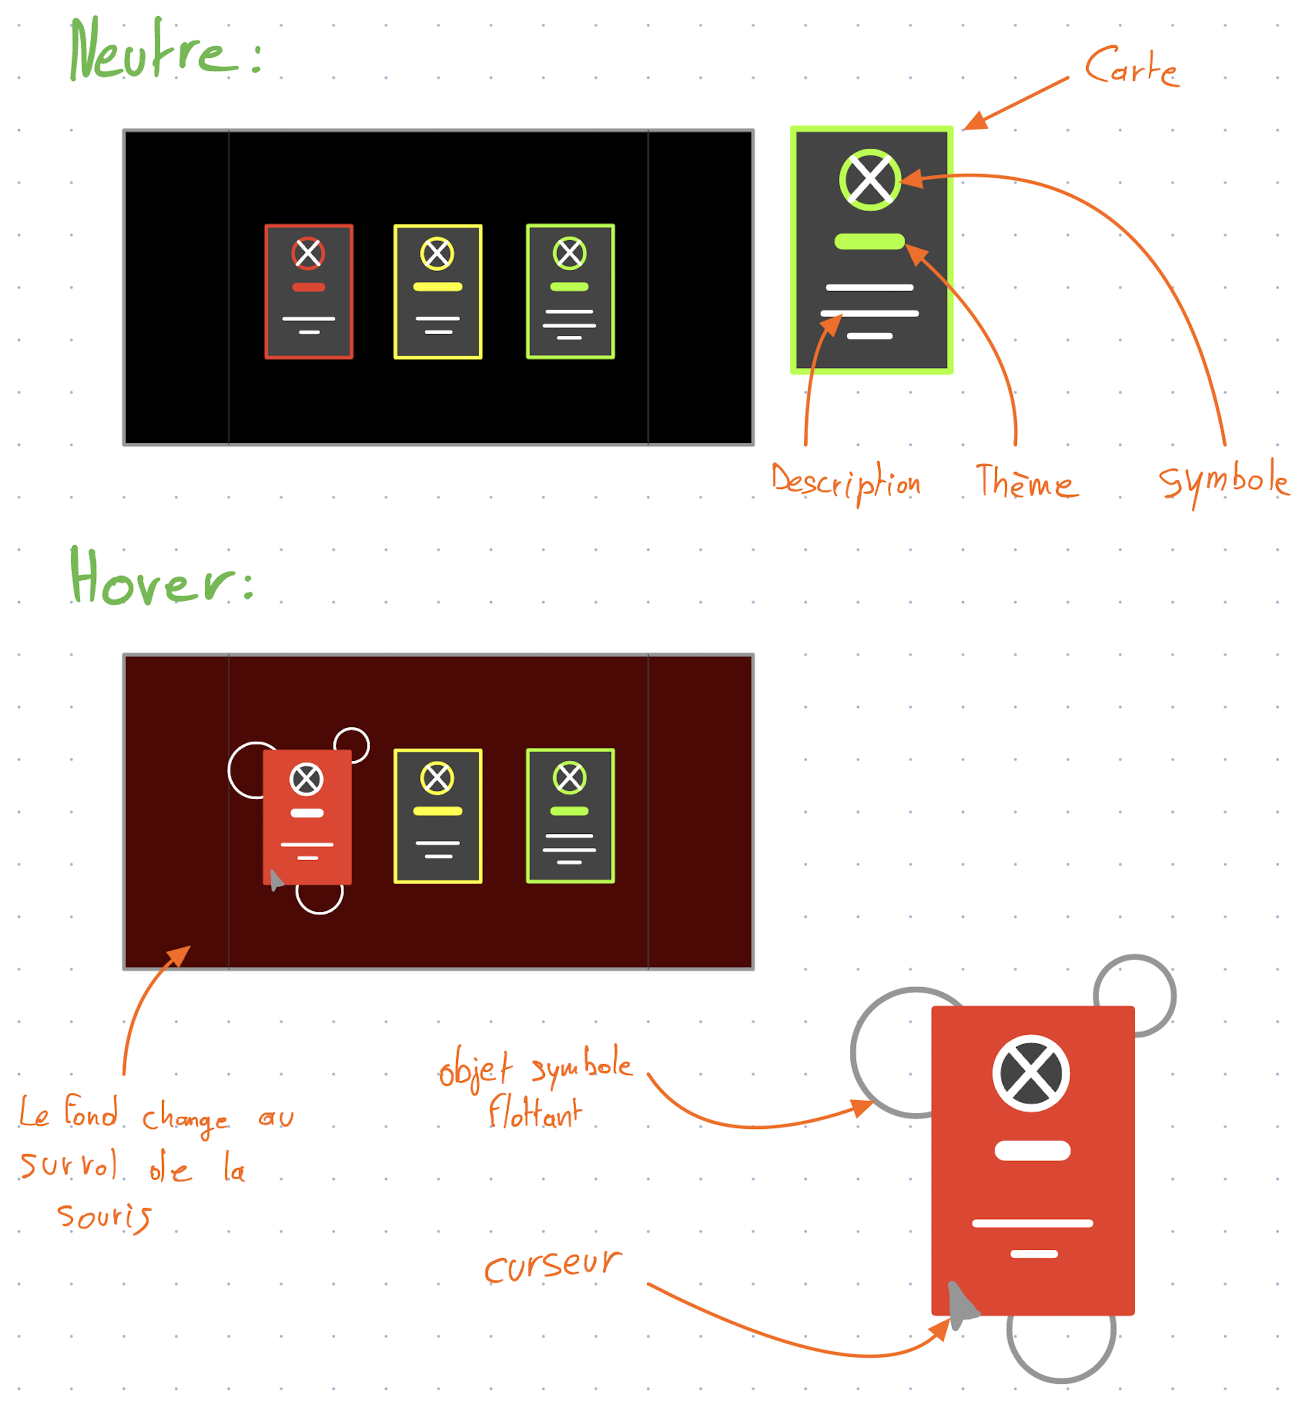 Neutre :
Carte
Description
Thème
Symbole
Hover :
Le fond change au
survol de la
souris
objet symbole
flottant
curseur